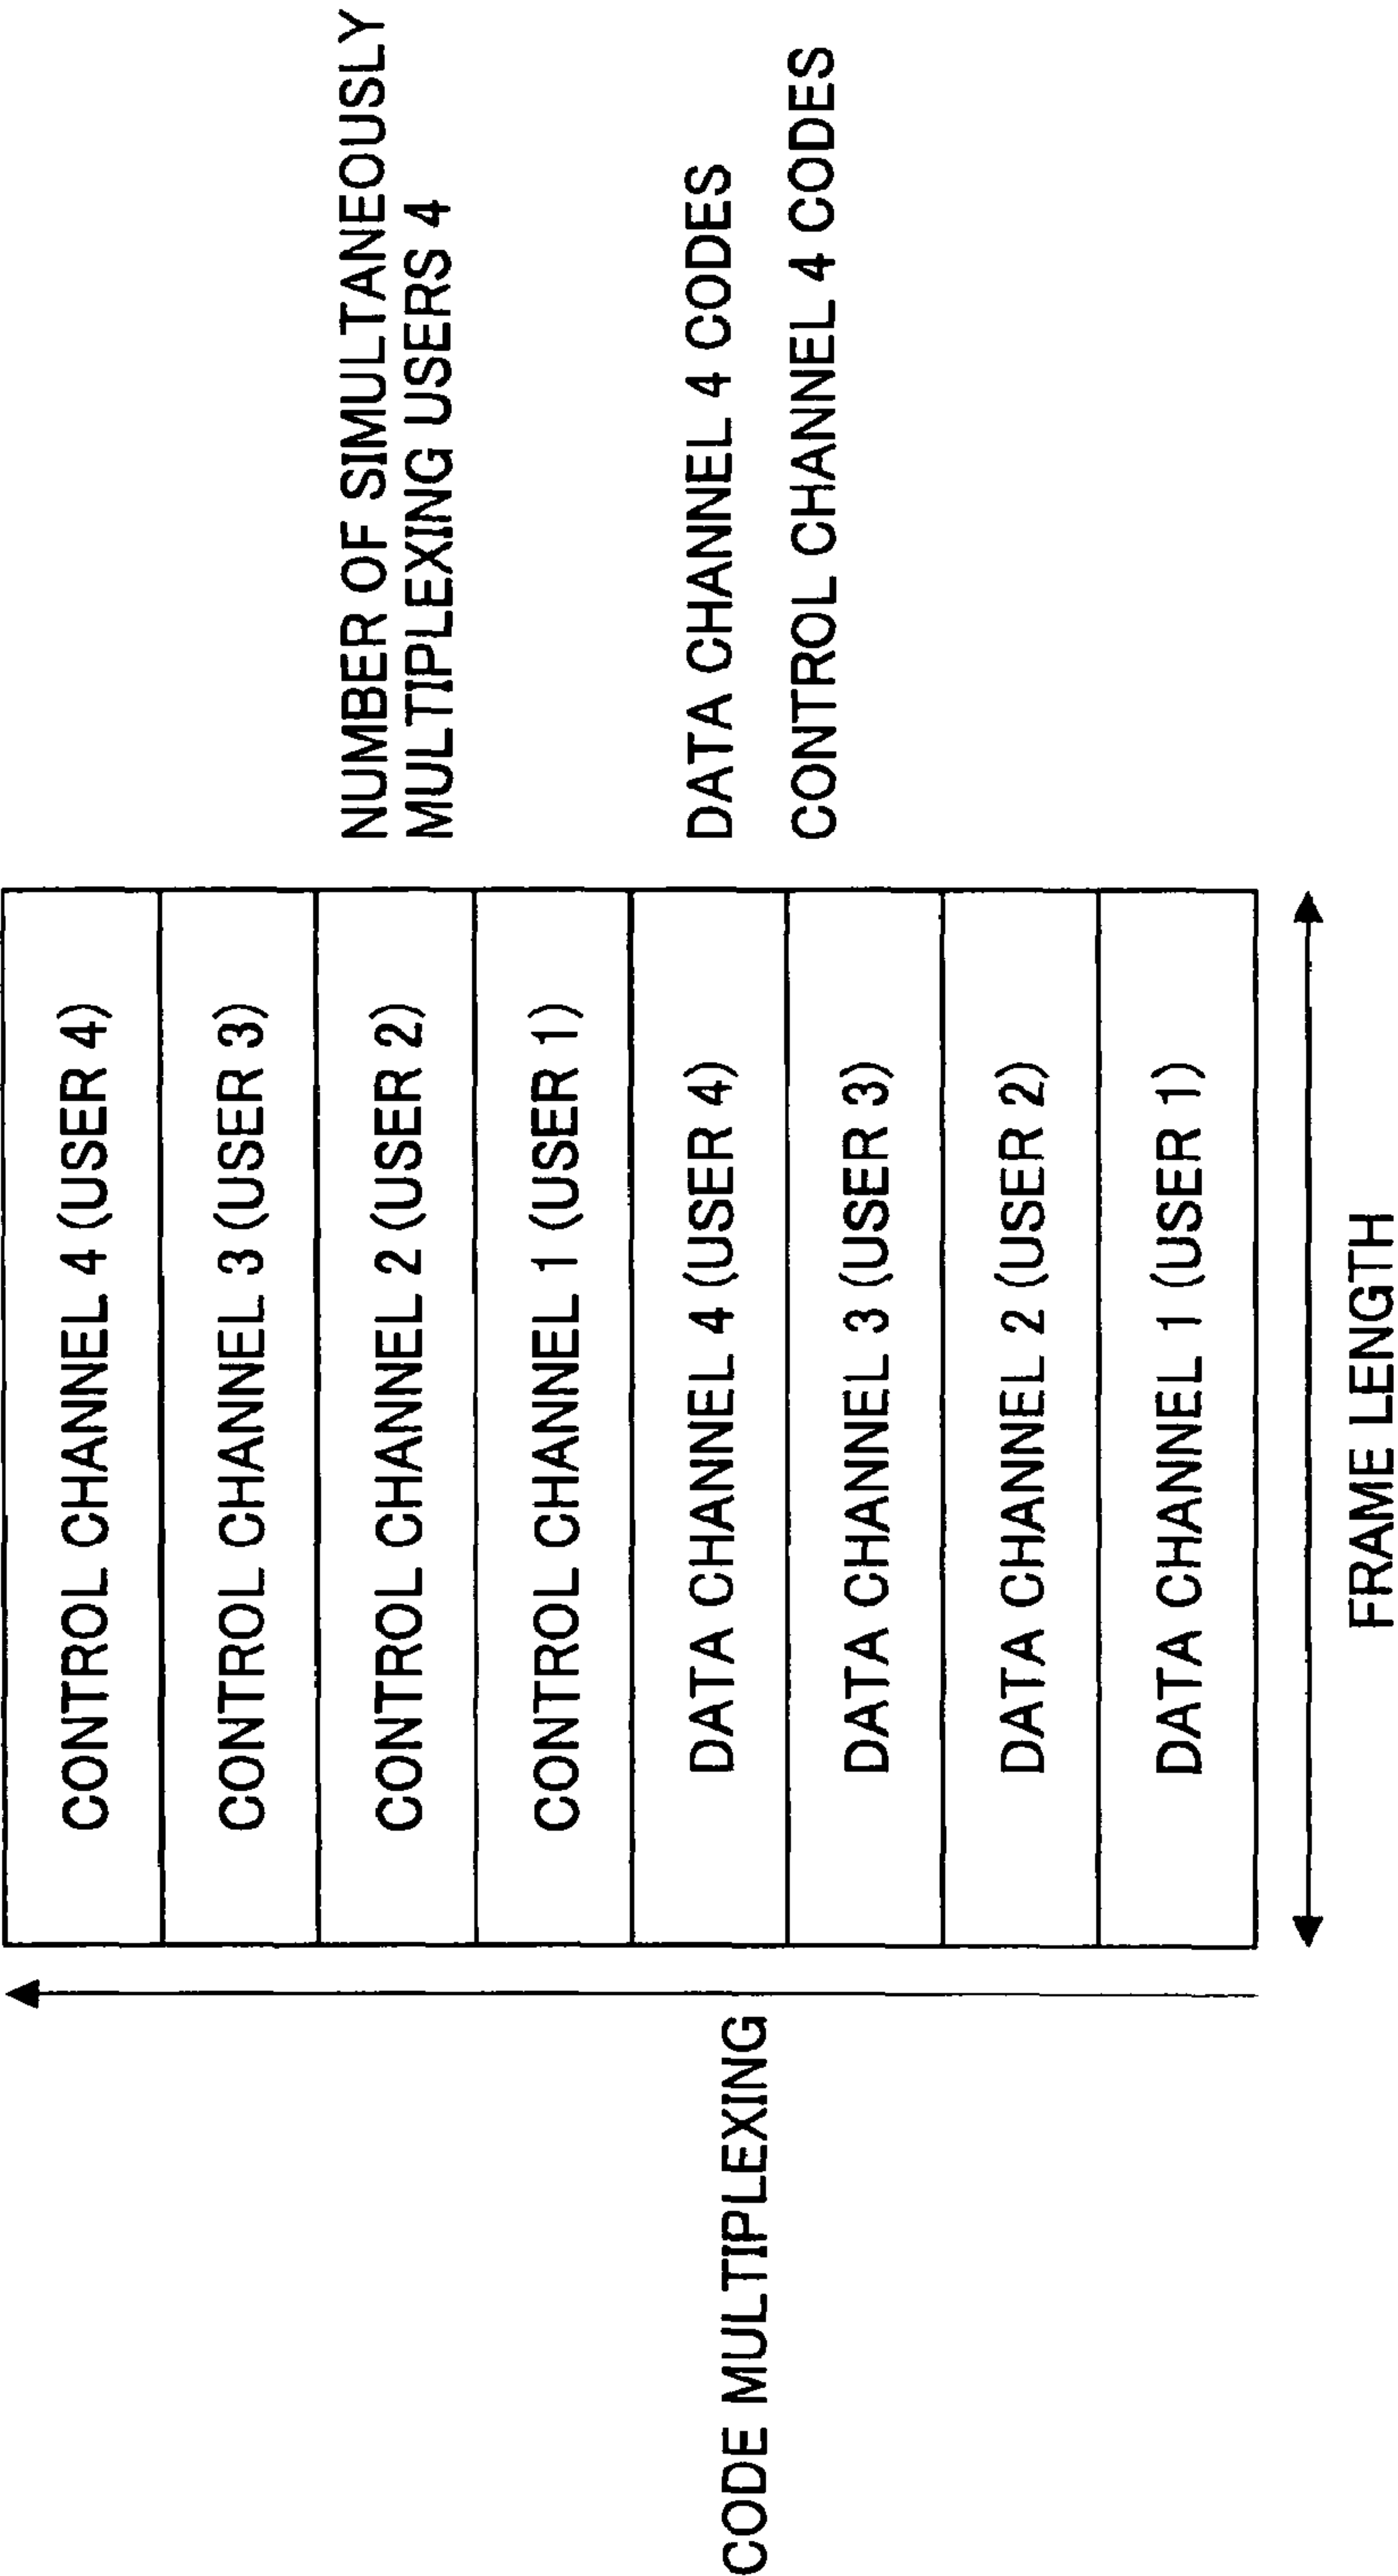 CODE MULTIPLEXING
CONTROL CHANNEL 4 (USER 4)
CONTROL CHANNEL 3 (USER 3)
CONTROL CHANNEL 2 (USER 2)
CONTROL CHANNEL 1 (USER 1)
DATA CHANNEL 4 (USER 4)
DATA CHANNEL 3 (USER 3)
DATA CHANNEL 2 (USER 2)
DATA CHANNEL 1 (USER 1)
FRAME LENGTH
NUMBER OF SIMULTANEOUSLY
MULTIPLEXING USERS 4
DATA CHANNEL 4 CODES
CONTROL CHANNEL 4 CODES